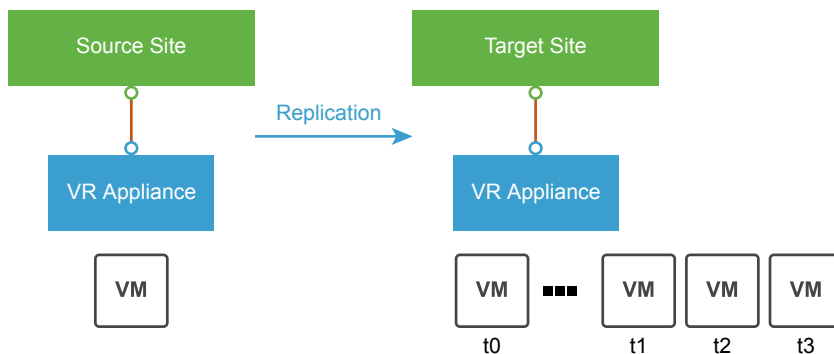 Source Site
Target Site
Replication
VR Appliance
VR Appliance
VM
VM
VM
VM
VM
t0
t1
t2
t3